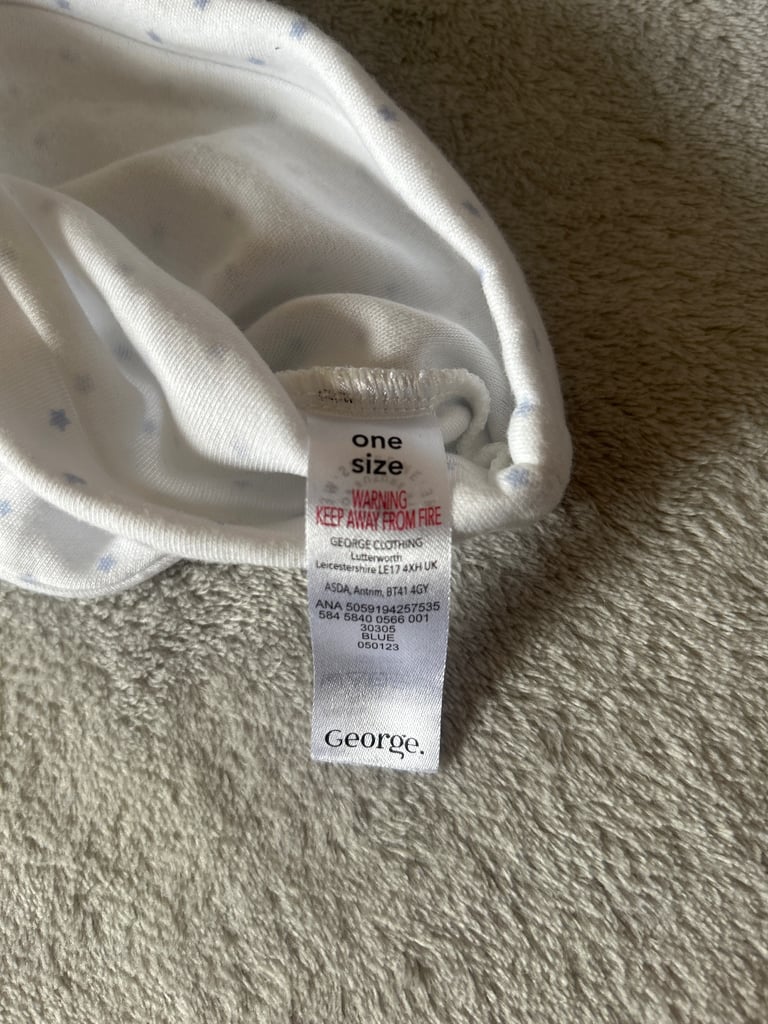 one
size
WARNING
KEEP AWAY FROM FIRE
GEORGE CLOTHING
Lutterworth
Leicestershire LE17 4XH UK
ASDA, Antrim, BT41 4GY
ANA 5059194257535
584 5840 0566 001
30305
BLUE
050123
George.